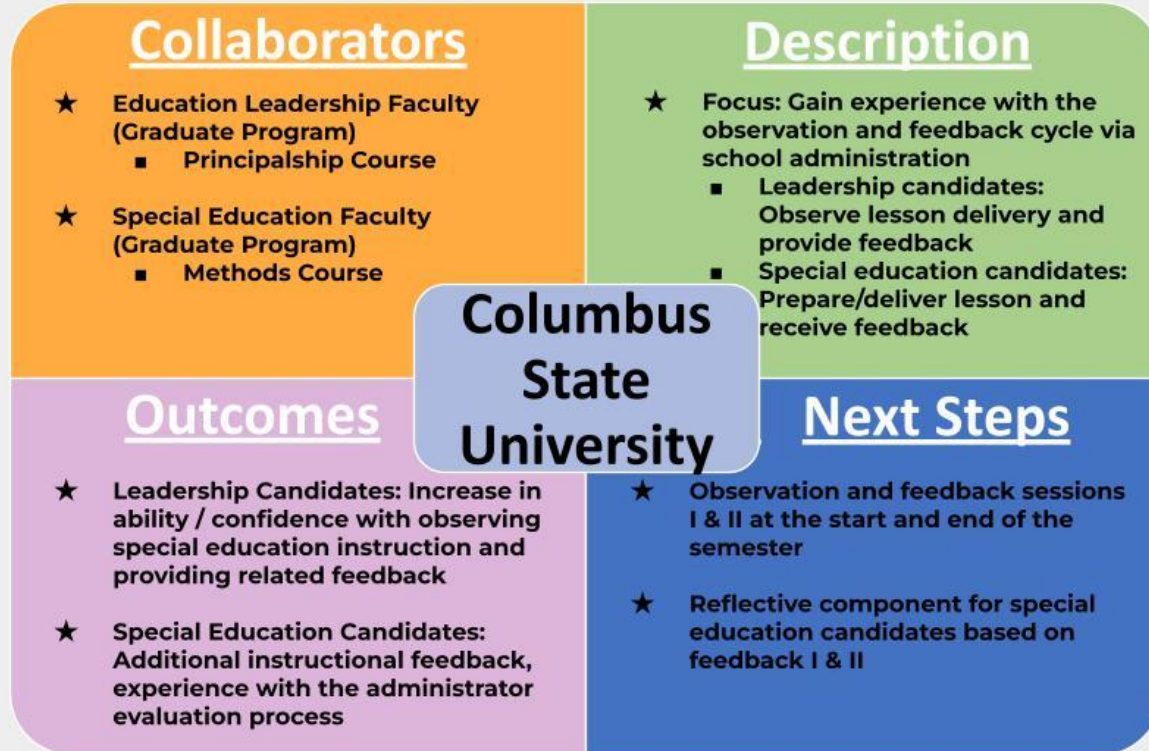 Collaborators
★ Education Leadership Faculty
(Graduate Program)
■ Principalship Course
★ Special Education Faculty
(Graduate Program)
■ Methods Course
Description
★ Focus: Gain experience with the
observation and feedback cycle via
school administration
■ Leadership candidates:
Observe lesson delivery and
provide feedback
■ Special education candidates:
Prepare/deliver lesson and
receive feedback
Columbus
State
University
Outcomes
★ Leadership Candidates: Increase in
ability / confidence with observing
special education instruction and
providing related feedback
★ Special Education Candidates:
Additional instructional feedback,
experience with the administrator
evaluation process
Next Steps
★ Observation and feedback sessions
I & II at the start and end of the
semester
★ Reflective component for special
education candidates based on
feedback I & II